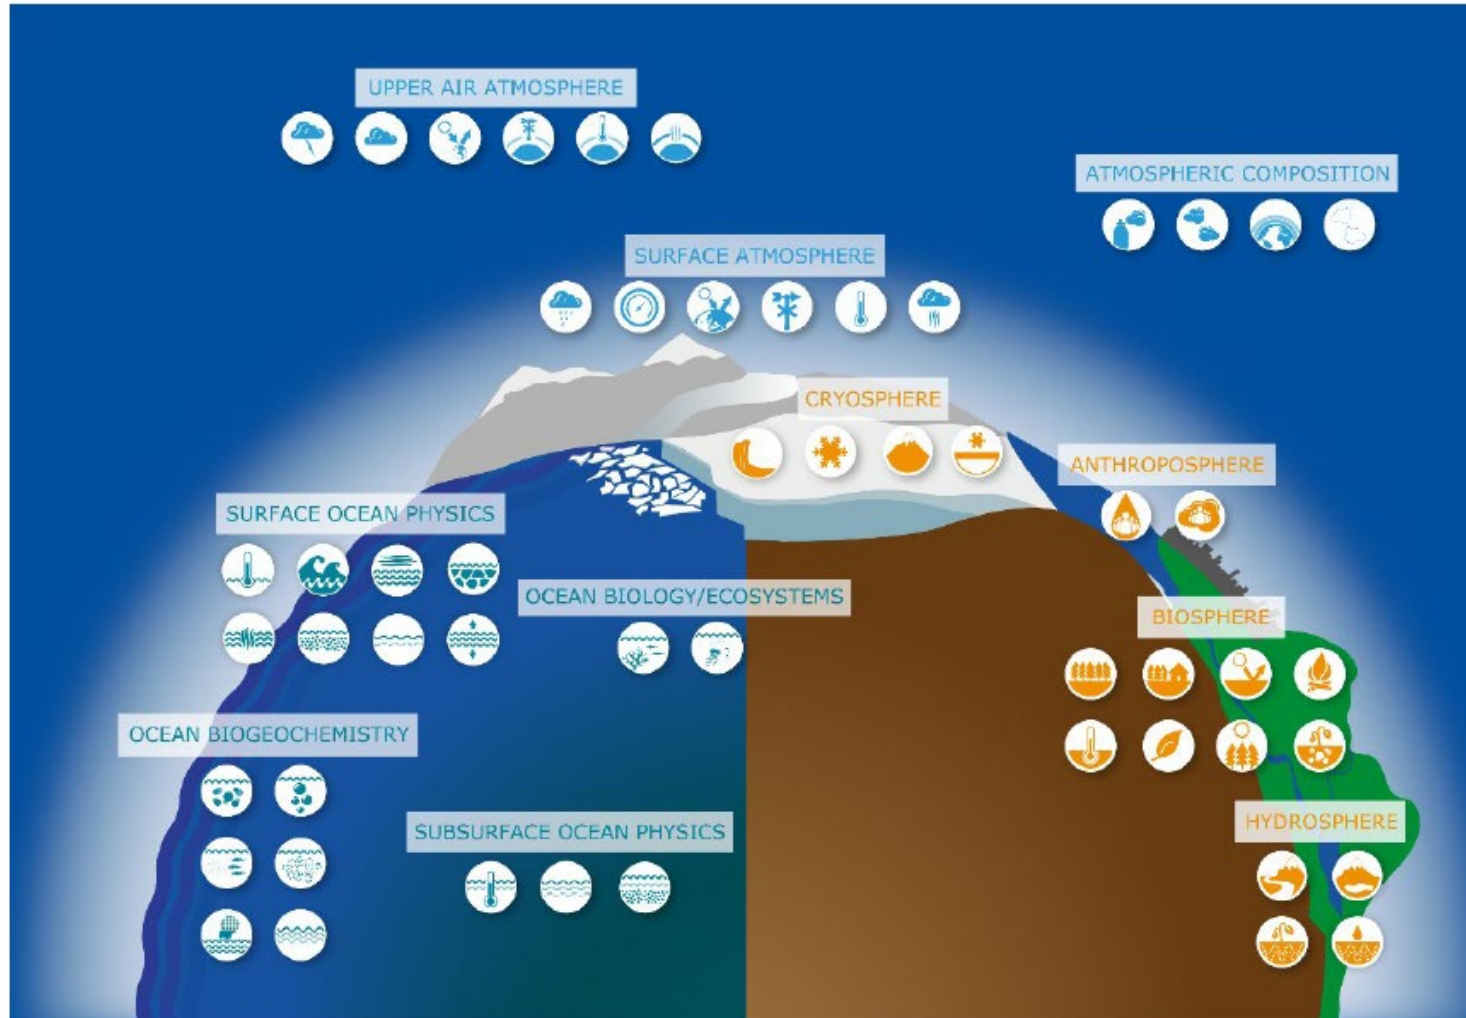 UPPER AIR ATMOSPHERE
ATMOSPHERIC COMPOSITION
SURFACE ATMOSPHERE
CRYOSPHERE
ANTHROPOSPHERE
SURFACE OCEAN PHYSICS
OCEAN BIOLOGY/ECOSYSTEMS
BIOSPHERE
OCEAN BIOGEOCHEMISTRY
SUBSURFACE OCEAN PHYSICS
HYDROSPHERE